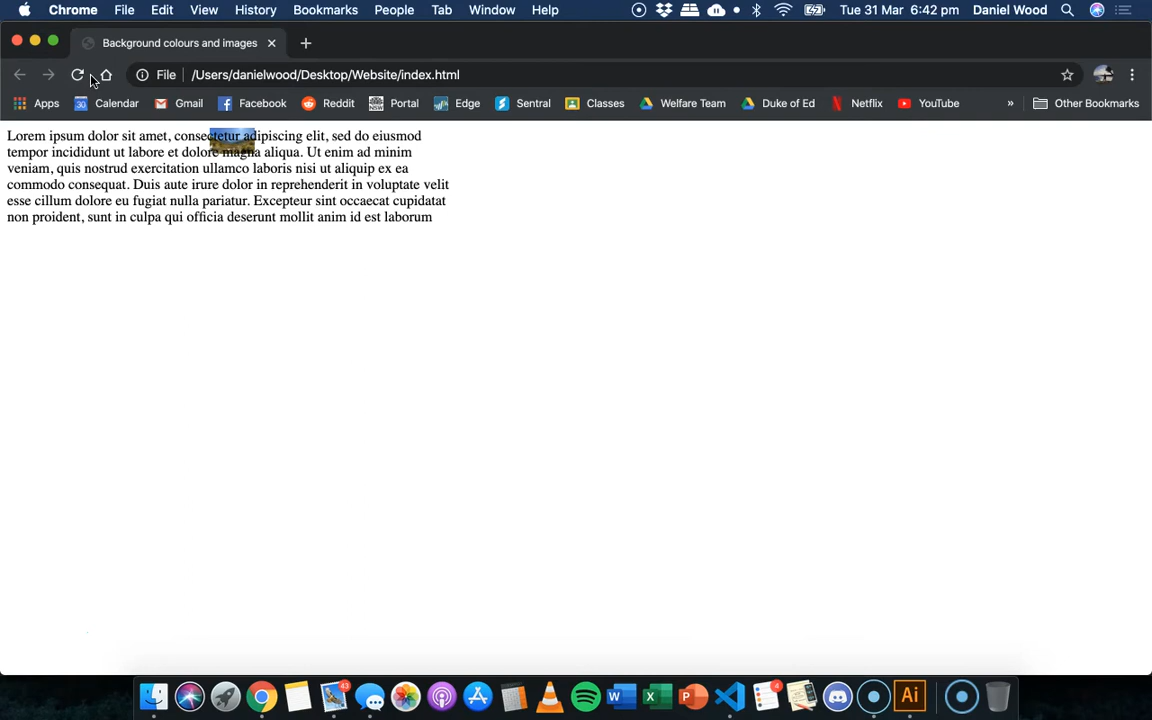 Chrome File Edit View History Bookmarks People Tab Window Help Tue 31 Mar 6:42 pm Daniel Wood
Background colours and images
File /Users/danielwood/Desktop/Website/index.html
Apps 30 Calendar Gmail Facebook Reddit Portal Edge Sentral Classes Welfare Team Duke of Ed Netflix YouTube » Other Bookmarks
Lorem ipsum dolor sit amet, consectetur adipiscing elit, sed do eiusmod
tempor incididunt ut labore et dolore magna aliqua. Ut enim ad minim
veniam, quis nostrud exercitation ullamco laboris nisi ut aliquip ex ea
commodo consequat. Duis aute irure dolor in reprehenderit in voluptate velit
esse cillum dolore eu fugiat nulla pariatur. Excepteur sint occaecat cupidatat
non proident, sunt in culpa qui officia deserunt mollit anim id est laborum
43 W X P 4 Ai